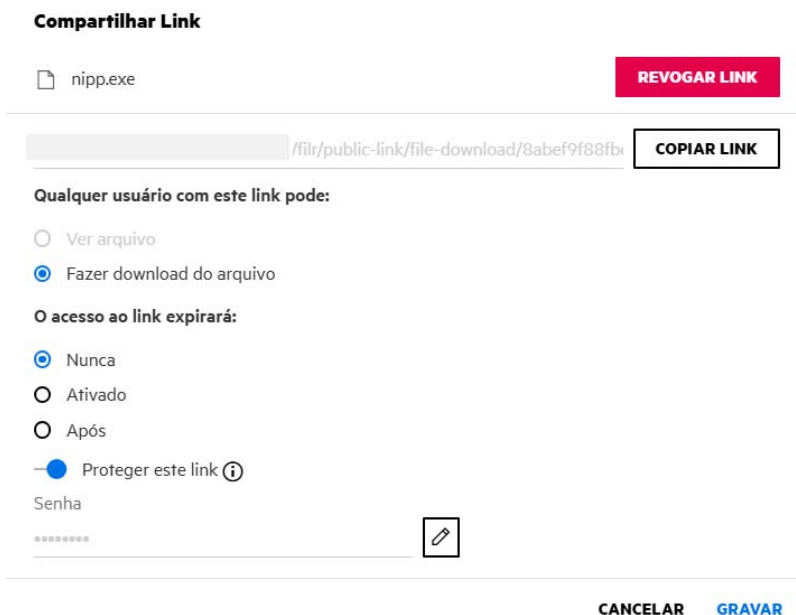 Compartilhar Link
nipp.exe
REVOGAR LINK
/filr/public-link/file-download/8abef9f88fb
COPIAR LINK
Qualquer usuário com este link pode:
Ver arquivo
Fazer download do arquivo
O acesso ao link expirará:
Nunca
Ativado
Após
Proteger este link
Senha
CANCELAR GRAVAR